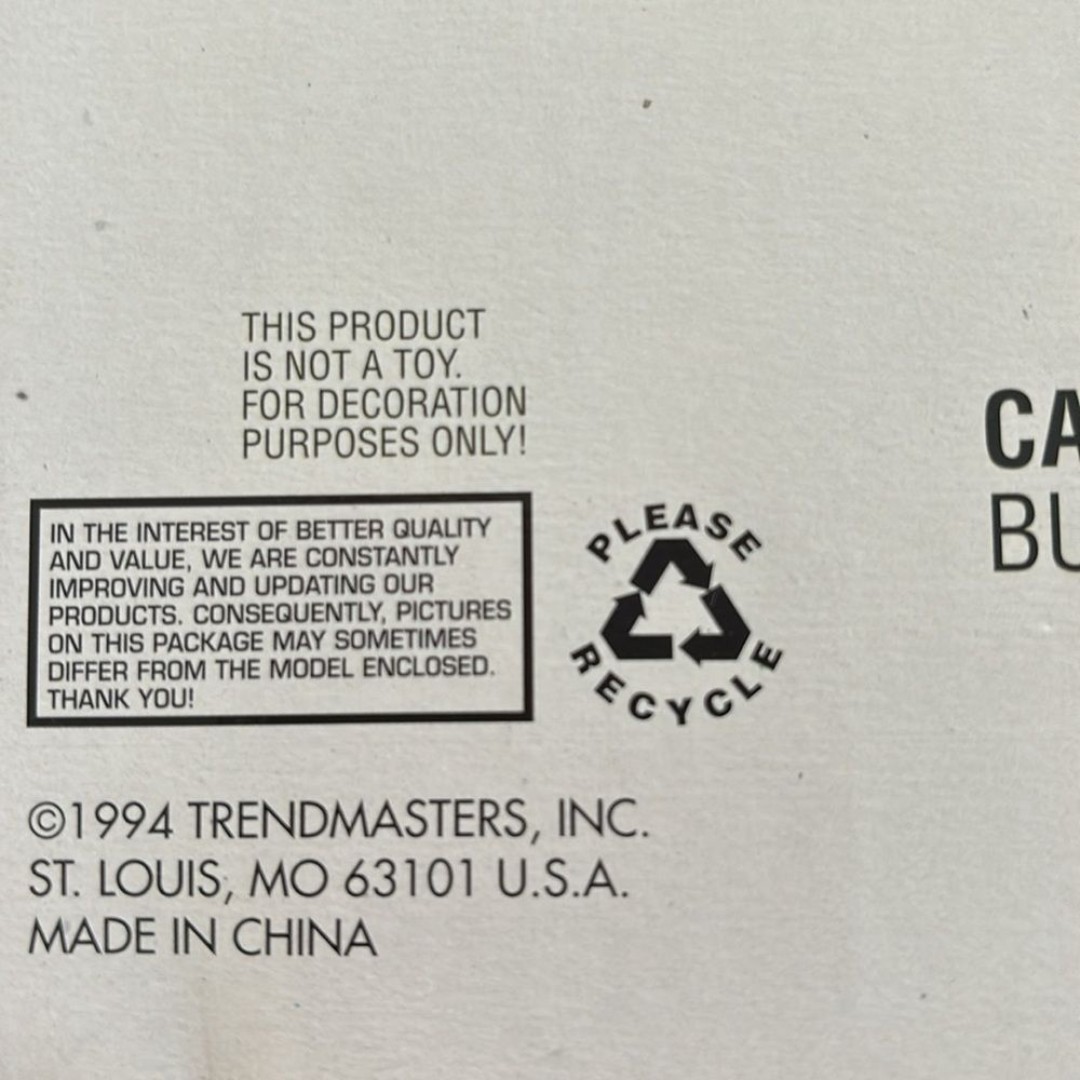 THIS PRODUCT
IS NOT A TOY.
FOR DECORATION
PURPOSES ONLY!
IN THE INTEREST OF BETTER QUALITY
AND VALUE, WE ARE CONSTANTLY
IMPROVING AND UPDATING OUR
PRODUCTS. CONSEQUENTLY, PICTURES
ON THIS PACKAGE MAY SOMETIMES
DIFFER FROM THE MODEL ENCLOSED.
THANK YOU!
PLEASE
RECYCLE
©1994 TRENDMASTERS, INC.
ST. LOUIS, MO 63101 U.S.A.
MADE IN CHINA